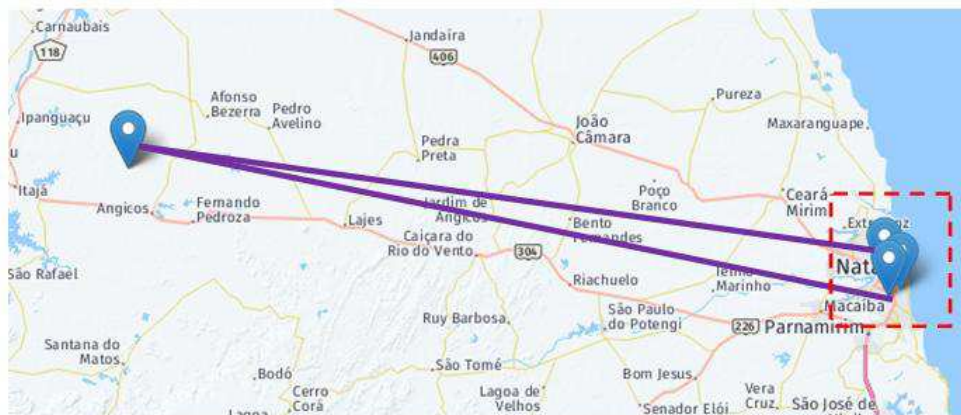 Carnaubais
118
Jandaíra
406
Afonso
Bezerra
Pedro
Avelino
Pureza
Ipanguaçu
João
Câmara
Maxaranguape
u
Pedra
Preta
Itajá
Angicos
Fernando
Pedroza
Lajes
Jardim de
Angicos
Poço
Branco
Ceará
Mirim
Bento
Fernandes
Caiçara do
Rio do Vento
304
Nata
São Rafael
Riachuelo
Marinho
Macaíba
Ruy Barbosa
São Paulo
do Potengi
226
Parnamirim
Santana do
Matos
São Tomé
Bodó
Cerro
Corá
Lagoa de
Velhos
Bom Jesus
Vera
Cruz
São José de
Senador Elói
Lagoa